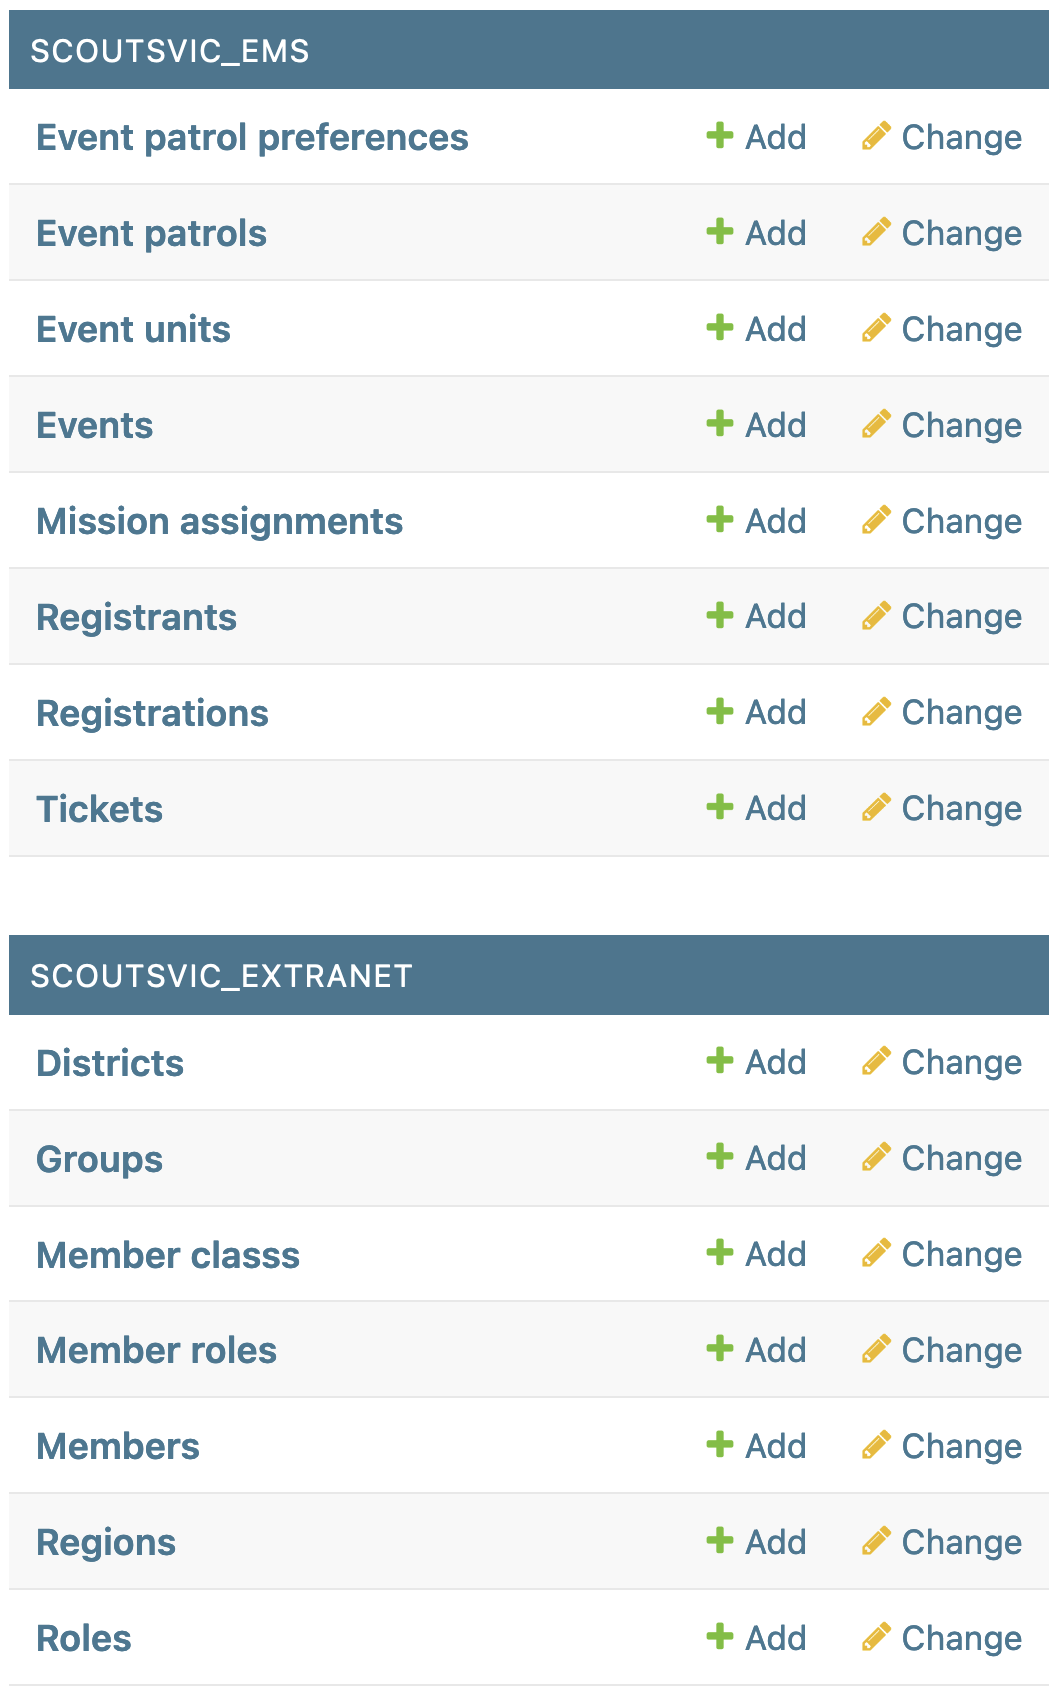 SCOUTSVIC_EMS
Event patrol preferences Add Change
Event patrols Add Change
Event units Add Change
Events Add Change
Mission assignments Add Change
Registrants Add Change
Registrations Add Change
Tickets Add Change
SCOUTSVIC_EXTRANET
Districts Add Change
Groups Add Change
Member classs Add Change
Member roles Add Change
Members Add Change
Regions Add Change
Roles Add Change